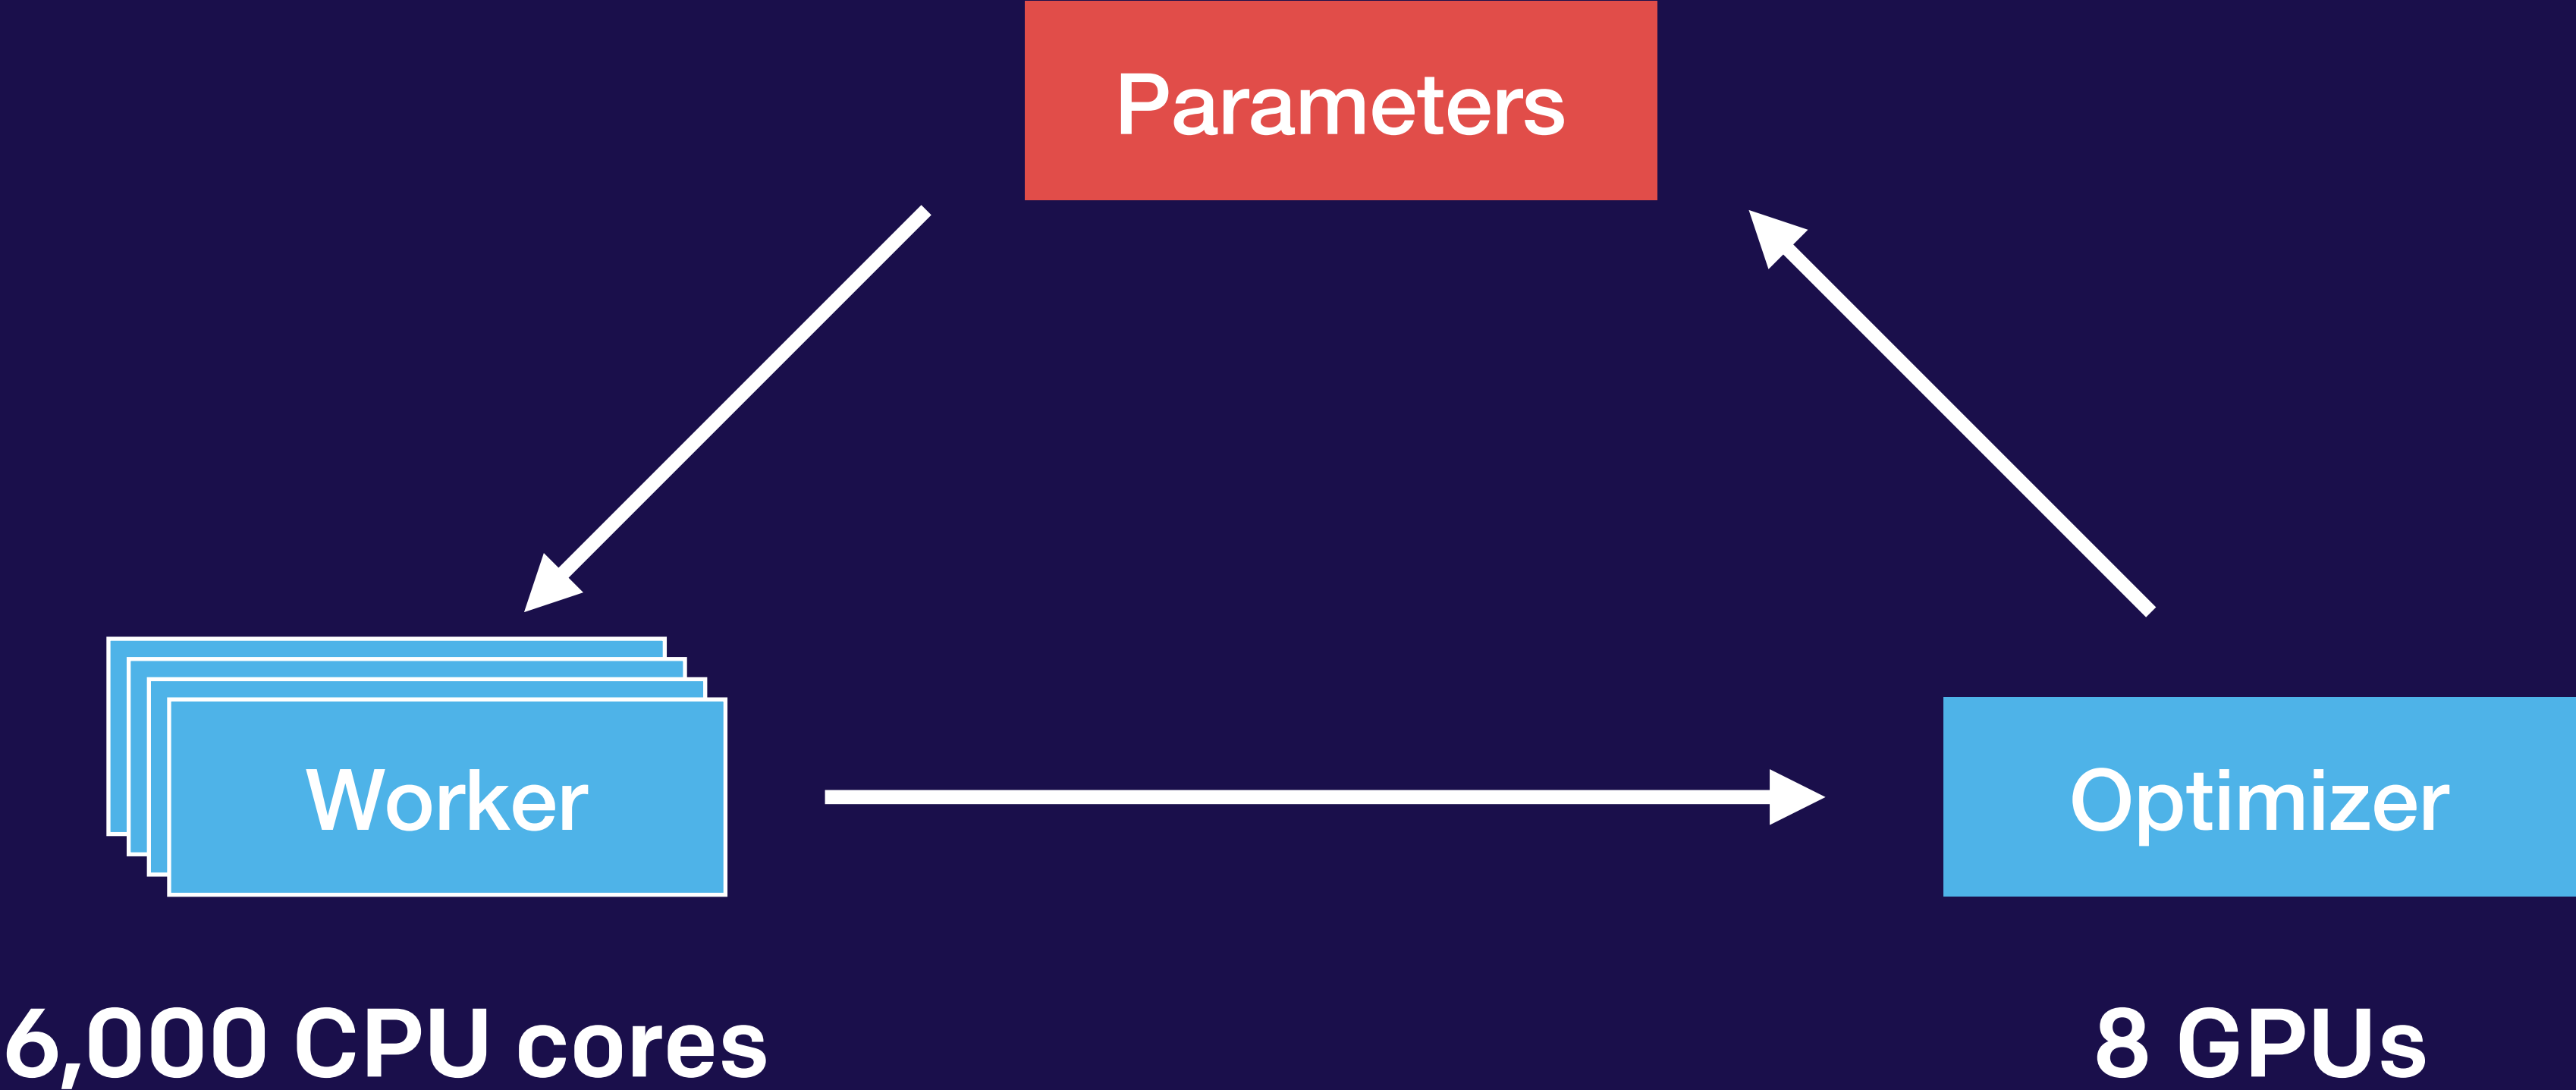 Parameters
Worker
Optimizer
6,000 CPU cores
8 GPUs